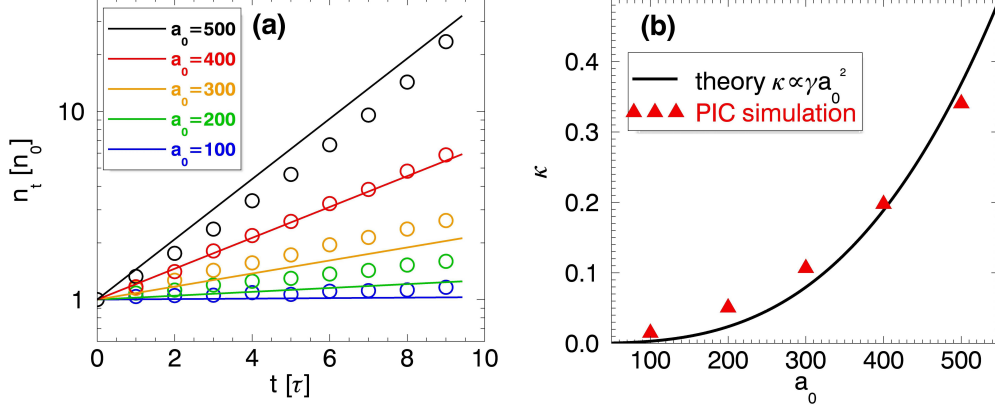 (a)
a₀=500
a₀=400
a₀=300
a₀=200
a₀=100
10
1
nₜ [n₀]
0 2 4 6 8 10
t [τ]
(b)
theory κ∝γa₀²
PIC simulation
0.4
0.3
0.2
0.1
0.0
κ
100 200 300 400 500
a₀